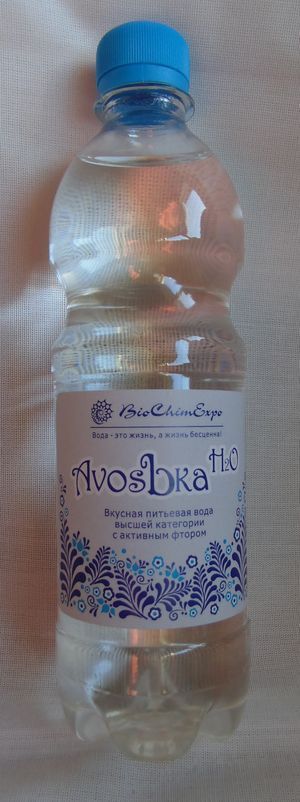 BioChimExpo
Вода - это жизнь, а жизнь бесценна!
AvosЬka H2O
Вкусная питьевая вода
высшей категории
с активным фтором